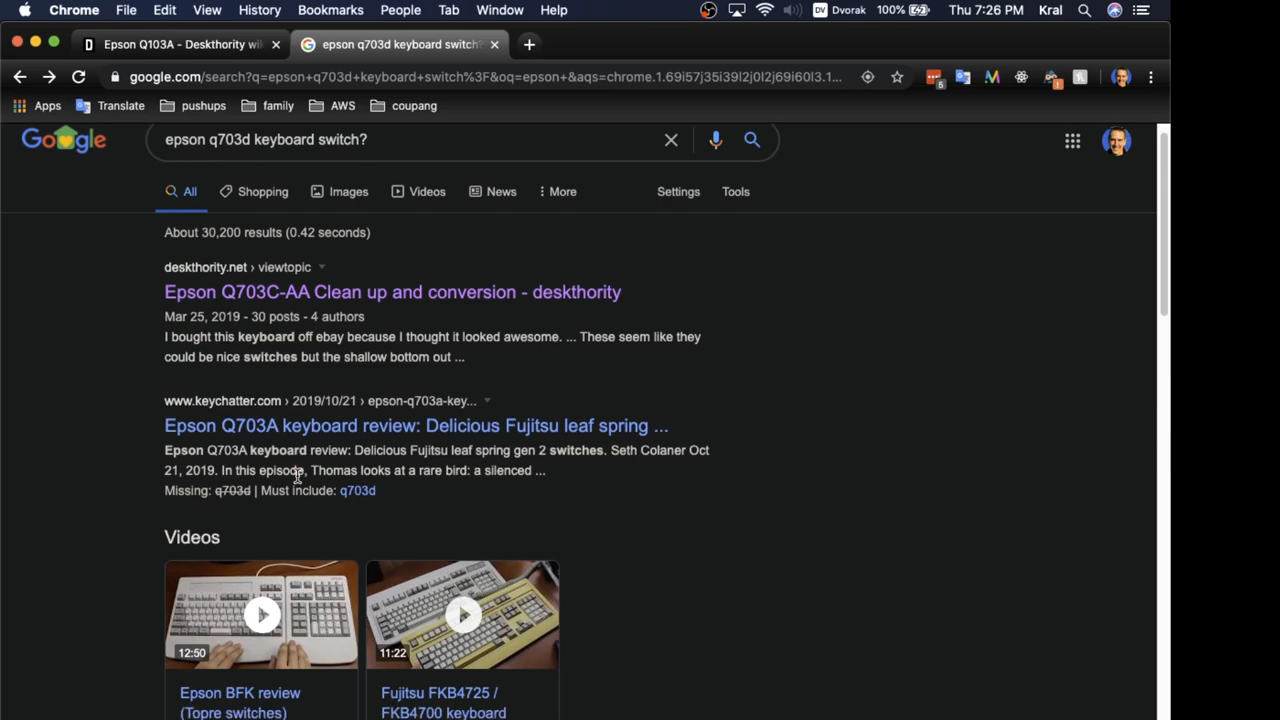 Chrome File Edit View History Bookmarks People Tab Window Help DV Dvorak 100% Thu 7:26 PM Kral
D Epson Q103A - Deskthority wi
epson q703d keyboard switch?
google.com/search?q=epson+q703d+keyboard+switch%3F&oq=epson+&aqs=chrome.1.69i57j35i39l2j0l2j69i60l3.1... 5
Apps Translate pushups family AWS coupang
Google epson q703d keyboard switch?
All Shopping Images Videos News More Settings Tools
About 30,200 results (0.42 seconds)
deskthority.net › viewtopic
Epson Q703C-AA Clean up and conversion - deskthority
Mar 25, 2019 - 30 posts - 4 authors
I bought this keyboard off ebay because I thought it looked awesome. ... These seem like they
could be nice switches but the shallow bottom out ...
www.keychatter.com › 2019/10/21 › epson-q703a-key...
Epson Q703A keyboard review: Delicious Fujitsu leaf spring ...
Epson Q703A keyboard review: Delicious Fujitsu leaf spring gen 2 switches. Seth Colaner Oct
21, 2019. In this episode, Thomas looks at a rare bird: a silenced ...
Missing: q703d | Must include: q703d
Videos
12:50
11:22
Epson BFK review
(Topre switches)
Fujitsu FKB4725 /
FKB4700 keyboard